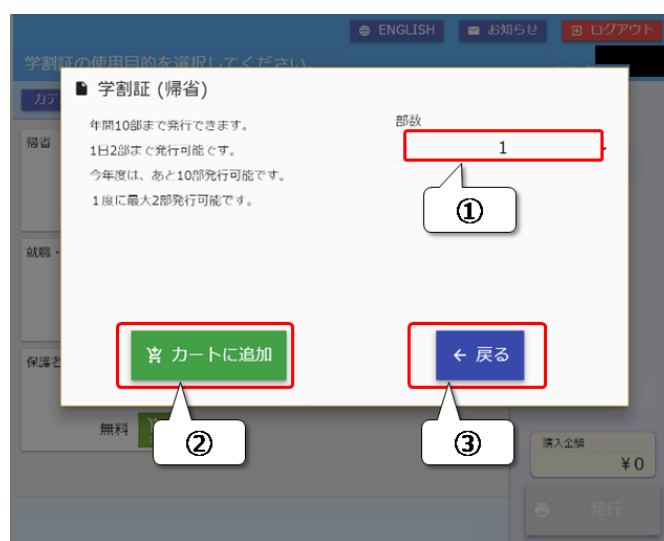 ENGLISH
お知らせ
ログアウト
学割証の使用目的を選択してください。
カテ
学割証 (帰省)
年間10部まで発行できます。
1日2部まで発行可能です。
今年度は、あと10部発行可能です。
1度に最大2部発行可能です。
部数
1
①
帰省
就職・
保護者
カートに追加
戻る
②
③
無料
購入金額
¥0
発行